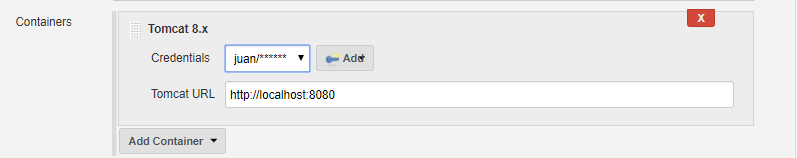 Containers
Tomcat 8.x
X
Credentials
juan/******
Add
Tomcat URL
http://localhost:8080
Add Container